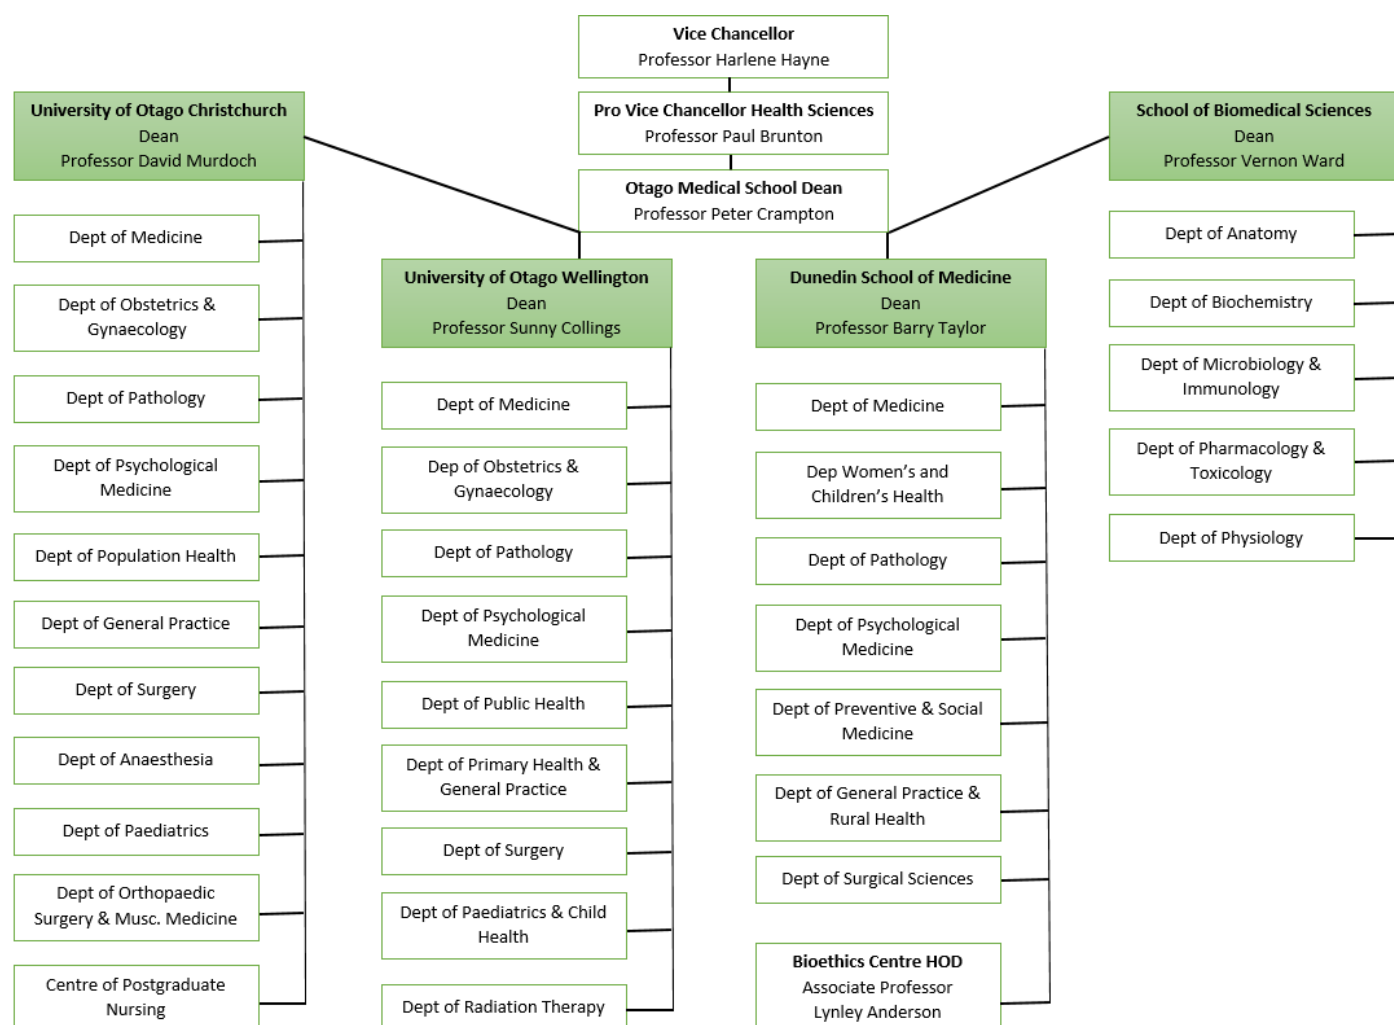 Vice Chancellor
Professor Harlene Hayne
Pro Vice Chancellor Health Sciences
Professor Paul Brunton
Otago Medical School Dean
Professor Peter Crampton
University of Otago Christchurch
Dean
Professor David Murdoch
Dept of Medicine
Dept of Obstetrics &
Gynaecology
Dept of Pathology
Dept of Psychological
Medicine
Dept of Population Health
Dept of General Practice
Dept of Surgery
Dept of Anaesthesia
Dept of Paediatrics
Dept of Orthopaedic
Surgery & Musc. Medicine
Centre of Postgraduate
Nursing
University of Otago Wellington
Dean
Professor Sunny Collings
Dept of Medicine
Dep of Obstetrics &
Gynaecology
Dept of Pathology
Dept of Psychological
Medicine
Dept of Public Health
Dept of Primary Health &
General Practice
Dept of Surgery
Dept of Paediatrics & Child
Health
Dept of Radiation Therapy
Dunedin School of Medicine
Dean
Professor Barry Taylor
Dept of Medicine
Dep Women’s and
Children’s Health
Dept of Pathology
Dept of Psychological
Medicine
Dept of Preventive & Social
Medicine
Dept of General Practice &
Rural Health
Dept of Surgical Sciences
Bioethics Centre HOD
Associate Professor
Lynley Anderson
School of Biomedical Sciences
Dean
Professor Vernon Ward
Dept of Anatomy
Dept of Biochemistry
Dept of Microbiology &
Immunology
Dept of Pharmacology &
Toxicology
Dept of Physiology